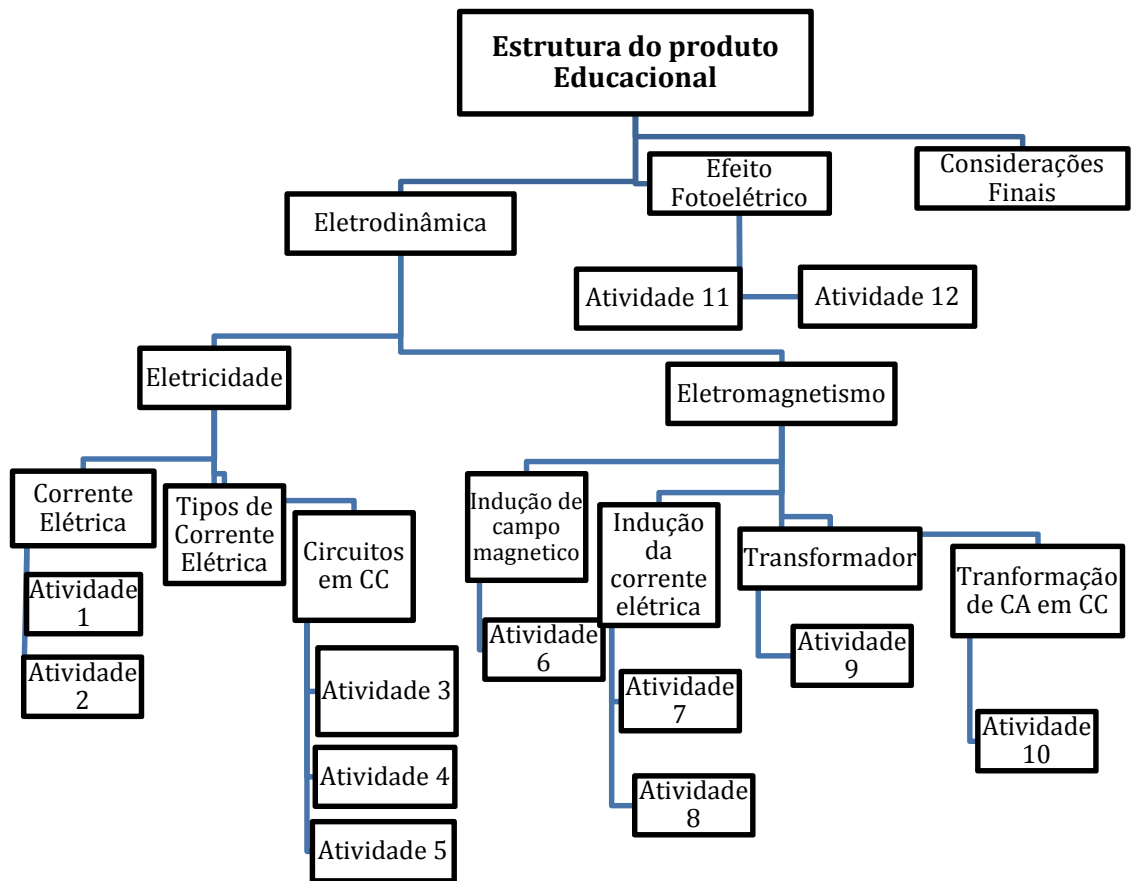 Estrutura do produto
Educacional
Efeito
Fotoelétrico
Considerações
Finais
Eletrodinâmica
Atividade 11
Atividade 12
Eletricidade
Eletromagnetismo
Corrente
Elétrica
Tipos de
Corrente
Elétrica
Circuitos
em CC
Indução de
campo
magnetico
Indução
da
corrente
elétrica
Transformador
Tranformação
de CA em CC
Atividade
1
Atividade
2
Atividade 3
Atividade 4
Atividade 5
Atividade
6
Atividade
7
Atividade
8
Atividade
9
Atividade
10